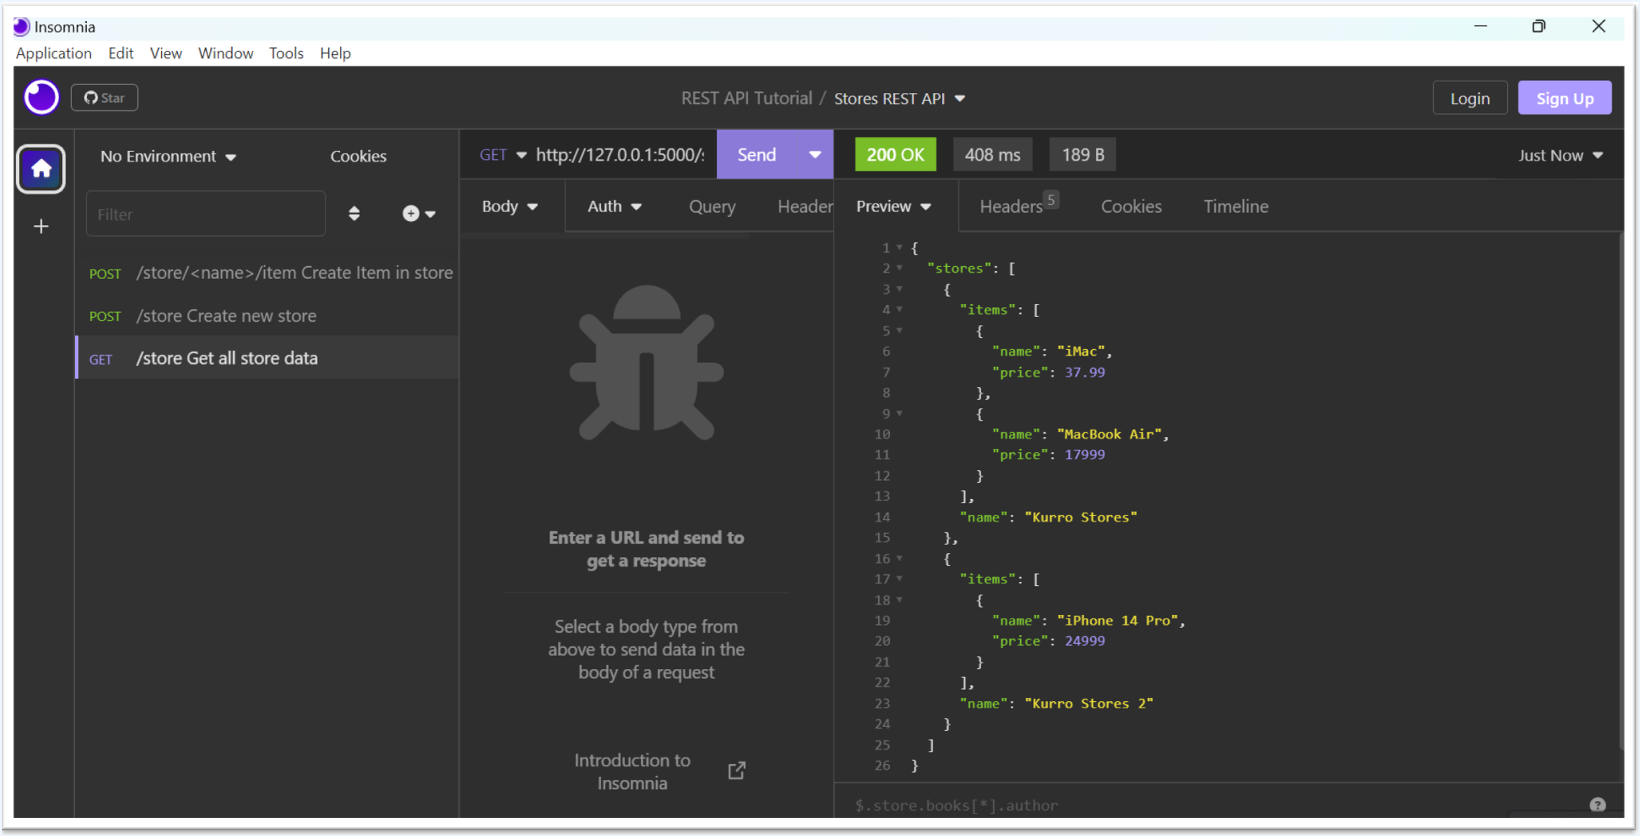 Insomnia
Application Edit View Window Tools Help
Star
REST API Tutorial / Stores REST API
Login Sign Up
No Environment Cookies
GET http://127.0.0.1:5000/s Send
200 OK 408 ms 189 B Just Now
Filter
Body Auth Query Header
Preview Headers 5 Cookies Timeline
POST /store/<name>/item Create Item in store
POST /store Create new store
GET /store Get all store data
Enter a URL and send to
get a response
Select a body type from
above to send data in the
body of a request
Introduction to
Insomnia
1 {
2 "stores": [
3 {
4 "items": [
5 {
6 "name": "iMac",
7 "price": 37.99
8 },
9 {
10 "name": "MacBook Air",
11 "price": 17999
12 }
13 ],
14 "name": "Kurro Stores"
15 },
16 {
17 "items": [
18 {
19 "name": "iPhone 14 Pro",
20 "price": 24999
21 }
22 ],
23 "name": "Kurro Stores 2"
24 }
25 ]
26 }
$.store.books[*].author ?